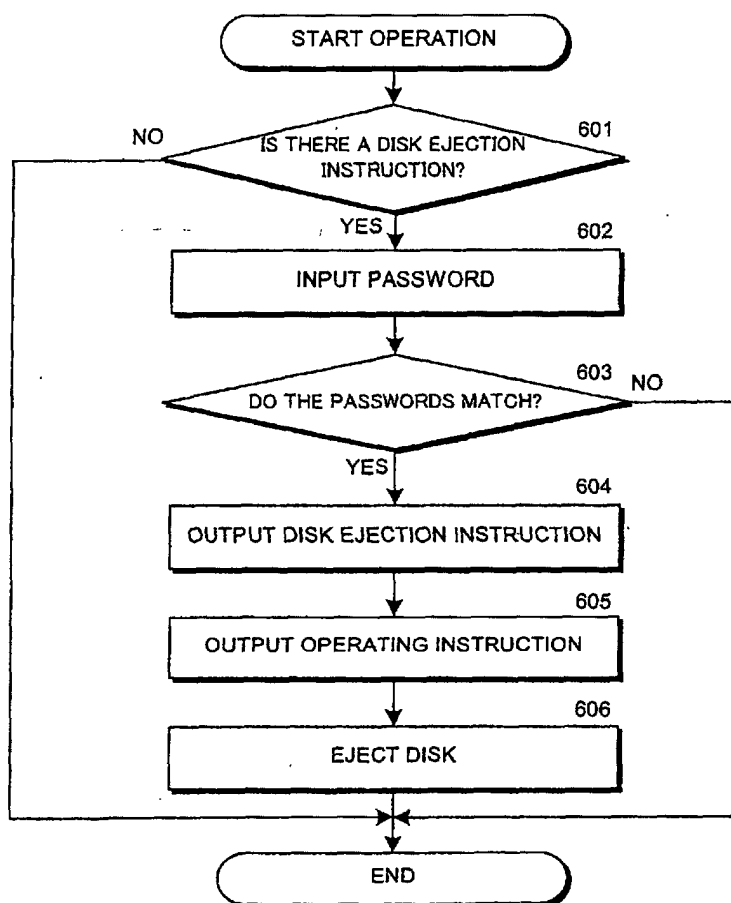 START OPERATION
NO
601
IS THERE A DISK EJECTION
INSTRUCTION?
YES
602
INPUT PASSWORD
603
NO
DO THE PASSWORDS MATCH?
YES
604
OUTPUT DISK EJECTION INSTRUCTION
605
OUTPUT OPERATING INSTRUCTION
606
EJECT DISK
END